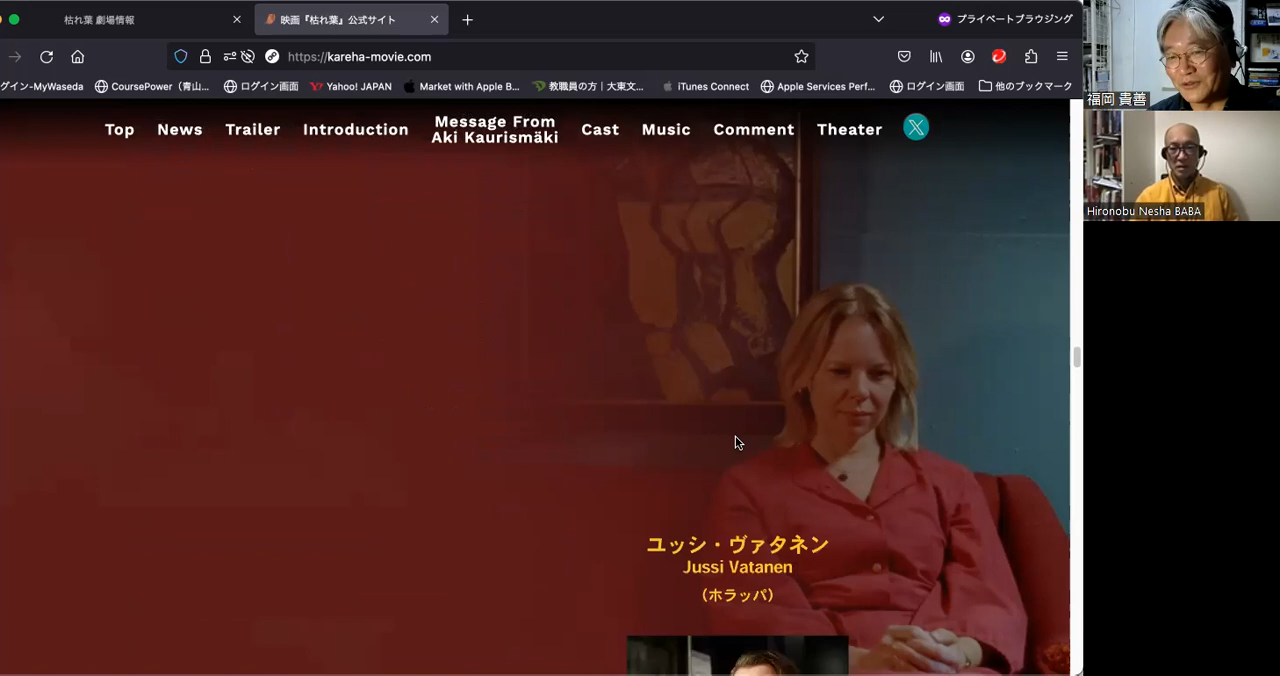 枯れ葉 劇場情報
映画『枯れ葉』公式サイト
プライベートブラウジング
https://kareha-movie.com
グイン-MyWaseda
CoursePower（青山...
ログイン画面
Yahoo! JAPAN
Market with Apple B...
教職員の方｜大東文...
iTunes Connect
Apple Services Perf...
ログイン画面
他のブックマーク
Top
News
Trailer
Introduction
Message From
Aki Kaurismäki
Cast
Music
Comment
Theater
ユッシ・ヴァタネン
Jussi Vatanen
（ホラッパ）
福岡 貴善
Hironobu Nesha BABA